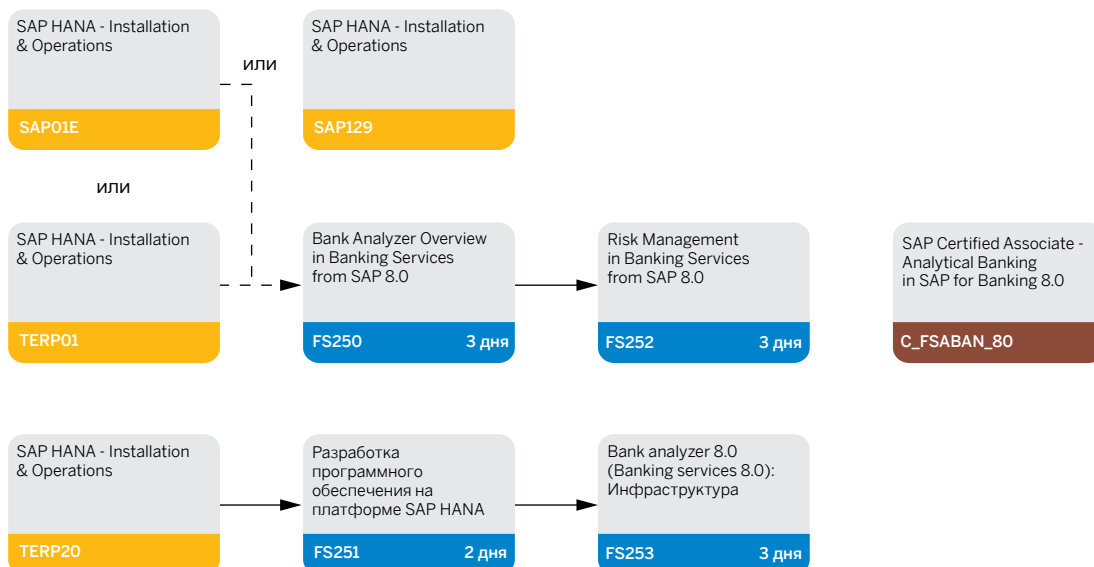 SAP HANA - Installation
& Operations
SAP01E
или
SAP HANA - Installation
& Operations
SAP129
или
SAP HANA - Installation
& Operations
TERP01
Bank Analyzer Overview
in Banking Services
from SAP 8.0
FS250 3 дня
Risk Management
in Banking Services
from SAP 8.0
FS252 3 дня
SAP Certified Associate -
Analytical Banking
in SAP for Banking 8.0
C_FSABAN_80
SAP HANA - Installation
& Operations
TERP20
Разработка
программного
обеспечения на
платформе SAP HANA
FS251 2 дня
Bank analyzer 8.0
(Banking services 8.0):
Инфраструктура
FS253 3 дня